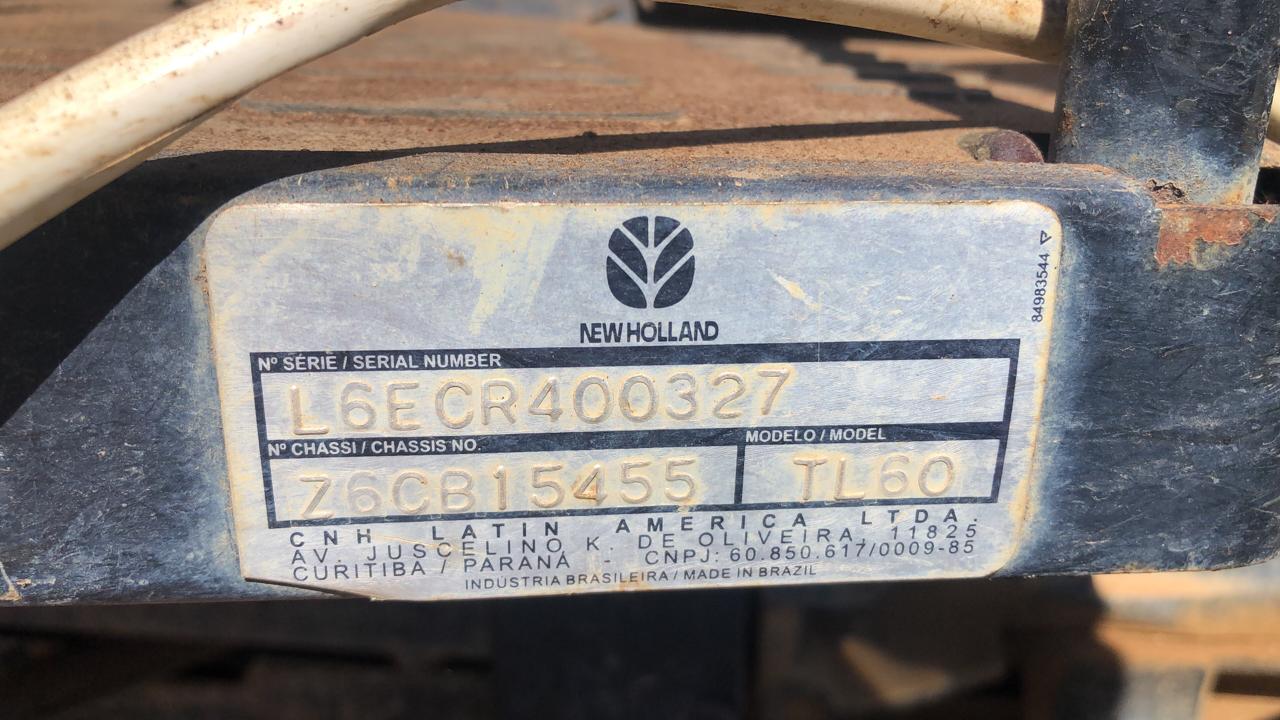 NEW HOLLAND
84983544
Nº SÉRIE / SERIAL NUMBER
L6ECR400327
Nº CHASSI / CHASSIS NO.
MODELO / MODEL
Z6CB15455
TL60
CNH LATIN AMERICA LTDA.
AV. JUSCELINO K. DE OLIVEIRA, 11825
CURITIBA / PARANÁ - CNPJ: 60.850.617/0009-85
INDÚSTRIA BRASILEIRA / MADE IN BRAZIL